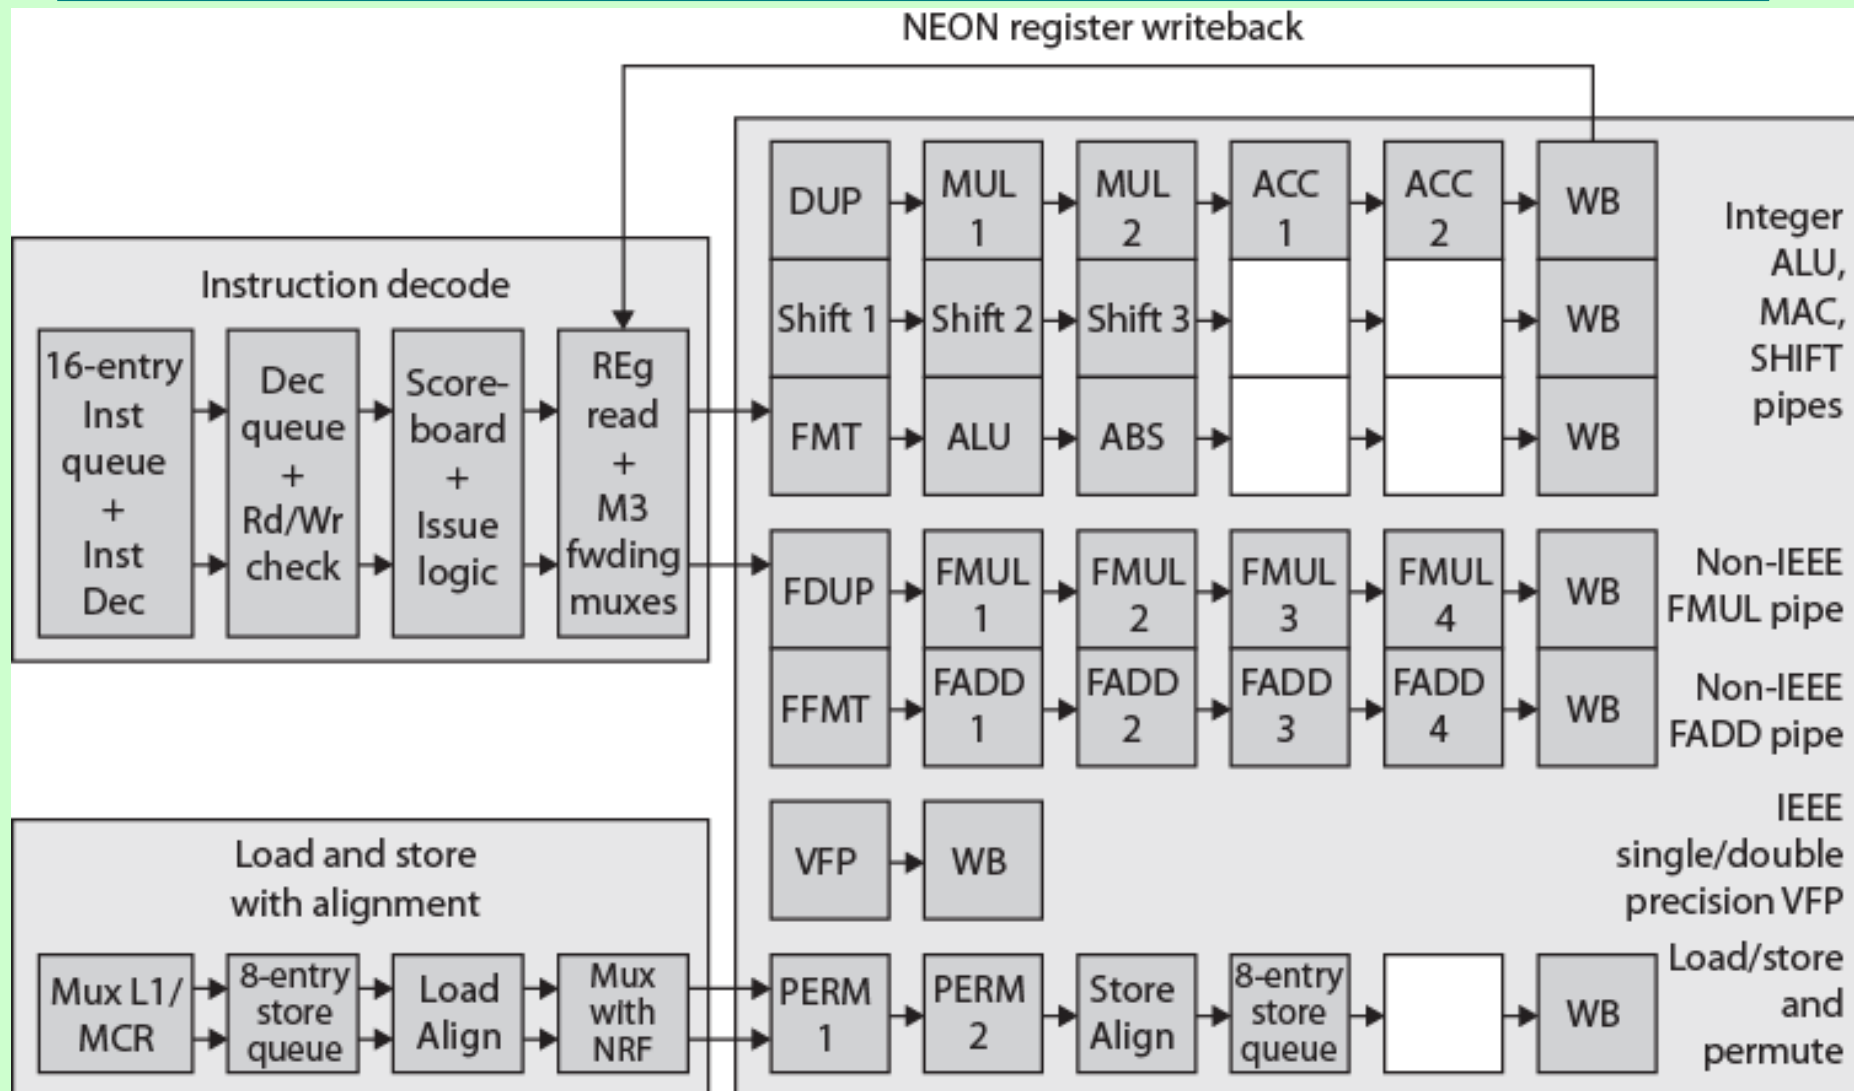 NEON register writeback
Instruction decode
16-entry
Inst
queue
+
Inst
Dec
Dec
queue
+
Rd/Wr
check
Score-
board
+
Issue
logic
REg
read
+
M3
fwding
muxes
DUP
MUL
1
MUL
2
ACC
1
ACC
2
WB
Shift 1
Shift 2
Shift 3
WB
FMT
ALU
ABS
WB
Integer
ALU,
MAC,
SHIFT
pipes
FDUP
FMUL
1
FMUL
2
FMUL
3
FMUL
4
WB
Non-IEEE
FMUL pipe
FFMT
FADD
1
FADD
2
FADD
3
FADD
4
WB
Non-IEEE
FADD pipe
VFP
WB
IEEE
single/double
precision VFP
Load and store
with alignment
Mux L1/
MCR
8-entry
store
queue
Load
Align
Mux
with
NRF
PERM
1
PERM
2
Store
Align
8-entry
store
queue
WB
Load/store
and
permute